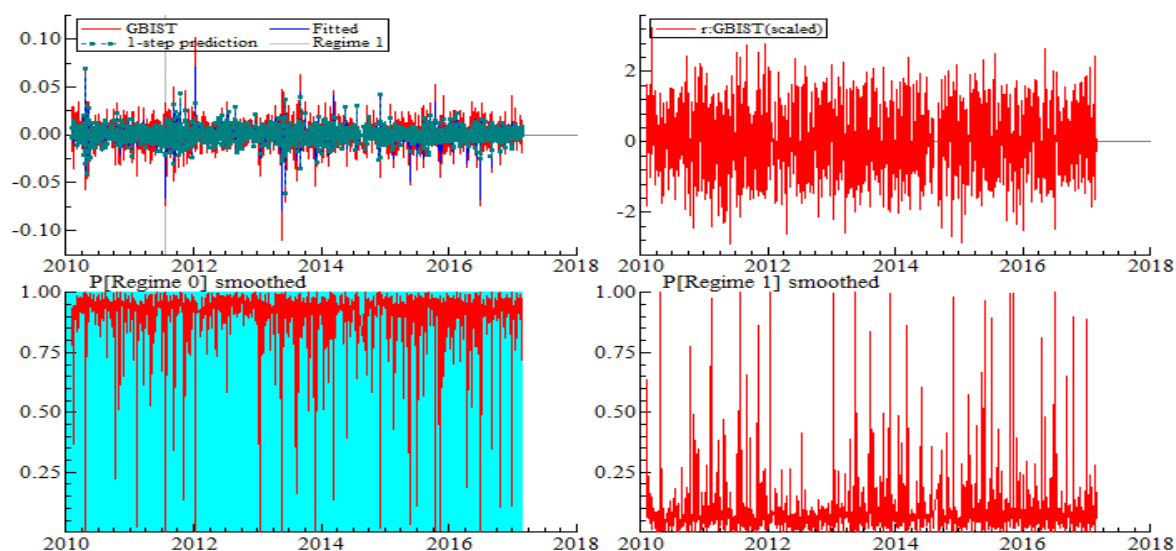 GBIST Fitted
1-step prediction Regime 1
0.10
0.05
0.00
-0.05
-0.10
2010 2012 2014 2016 2018
r:GBIST(scaled)
2
0
-2
2010 2012 2014 2016 2018
P[Regime 0] smoothed
1.00
0.75
0.50
0.25
2010 2012 2014 2016 2018
P[Regime 1] smoothed
1.00
0.75
0.50
0.25
2010 2012 2014 2016 2018